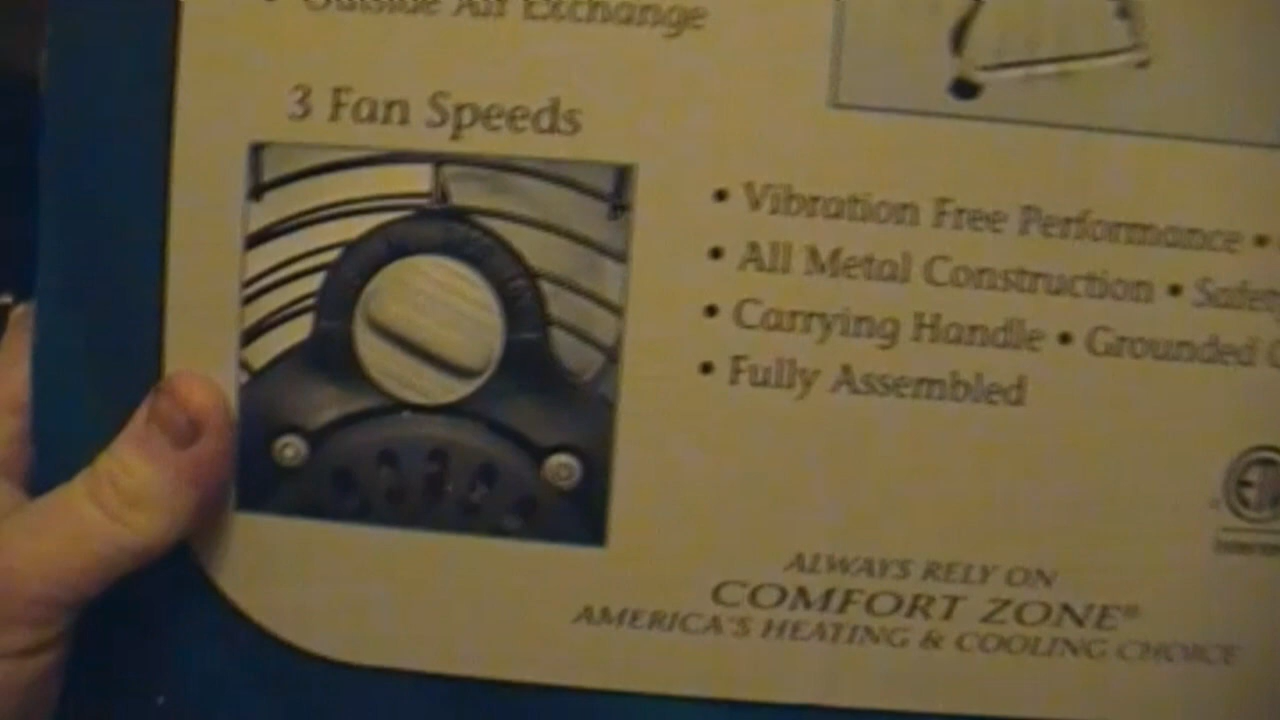 • Outside Air Exchange
3 Fan Speeds
• Vibration Free Performance •
• All Metal Construction •
• Carrying Handle • Grounded
• Fully Assembled
ALWAYS RELY ON
COMFORT ZONE®
AMERICA'S HEATING & COOLING CHOICE